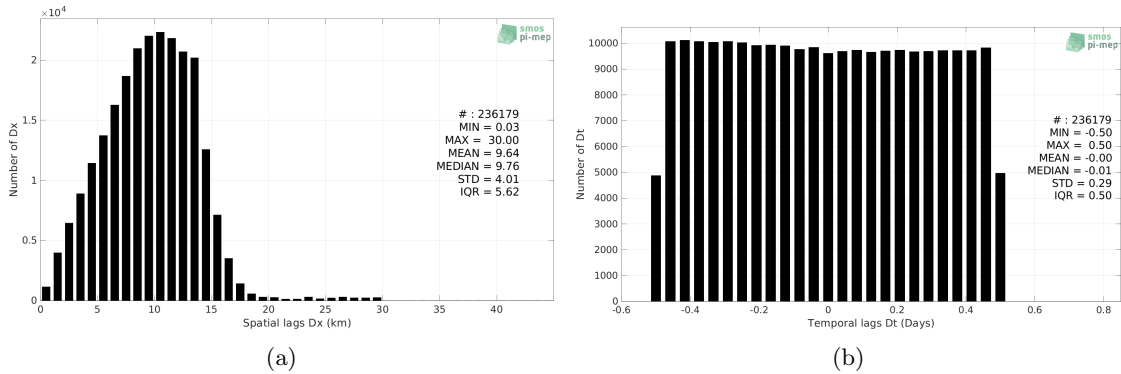 ×10⁴
smos
pi-mep
2
1.5
1
0.5
0
Number of Dx
# : 236179
MIN = 0.03
MAX = 30.00
MEAN = 9.64
MEDIAN = 9.76
STD = 4.01
IQR = 5.62
0 5 10 15 20 25 30 35 40
Spatial lags Dx (km)
(a)
smos
pi-mep
10000
9000
8000
7000
6000
5000
4000
3000
2000
1000
0
Number of Dt
# : 236179
MIN = -0.50
MAX = 0.50
MEAN = -0.00
MEDIAN = -0.01
STD = 0.29
IQR = 0.50
-0.6 -0.4 -0.2 0 0.2 0.4 0.6 0.8
Temporal lags Dt (Days)
(b)